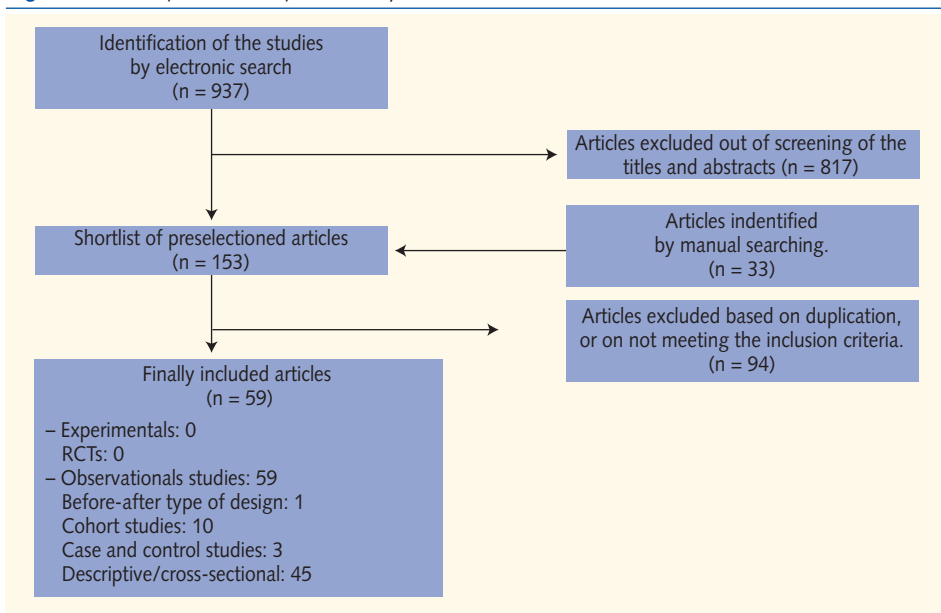 Identification of the studies
by electronic search
(n = 937)
Articles excluded out of screening of the
titles and abstracts (n = 817)
Shortlist of preselectioned articles
(n = 153)
Articles indentified
by manual searching.
(n = 33)
Articles excluded based on duplication,
or on not meeting the inclusion criteria.
(n = 94)
Finally included articles
(n = 59)
– Experimentals: 0
RCTs: 0
– Observationals studies: 59
Before-after type of design: 1
Cohort studies: 10
Case and control studies: 3
Descriptive/cross-sectional: 45